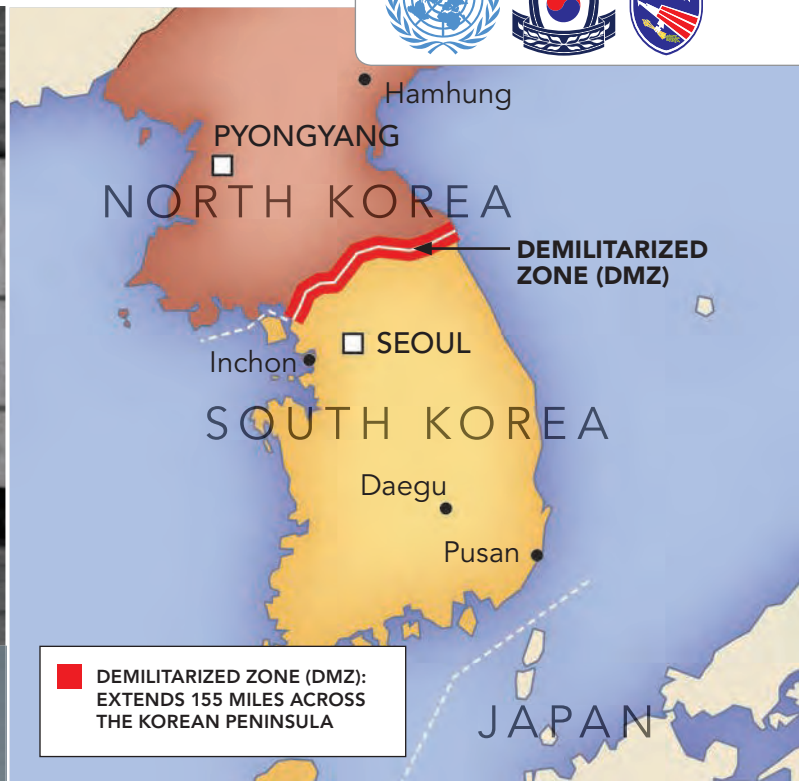 Hamhung
PYONGYANG
NORTH KOREA
DEMILITARIZED
ZONE (DMZ)
SEOUL
Inchon
SOUTH KOREA
Daegu
Pusan
DEMILITARIZED ZONE (DMZ):
EXTENDS 155 MILES ACROSS
THE KOREAN PENINSULA
JAPAN